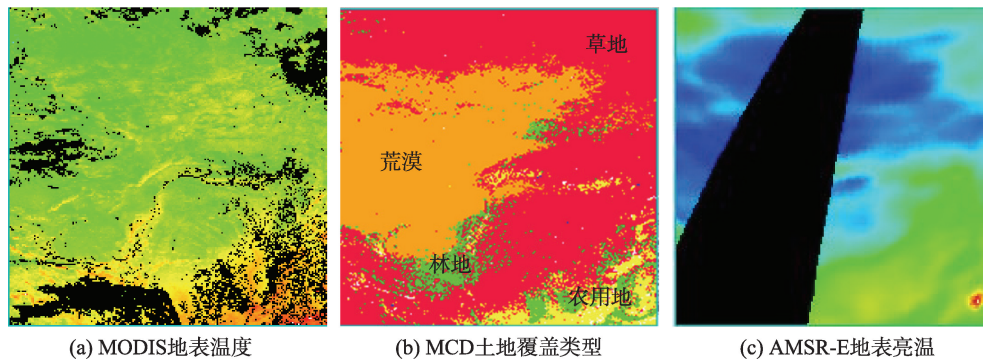 草地
荒漠
林地
农用地
(a) MODIS地表温度
(b) MCD土地覆盖类型
(c) AMSR-E地表亮温